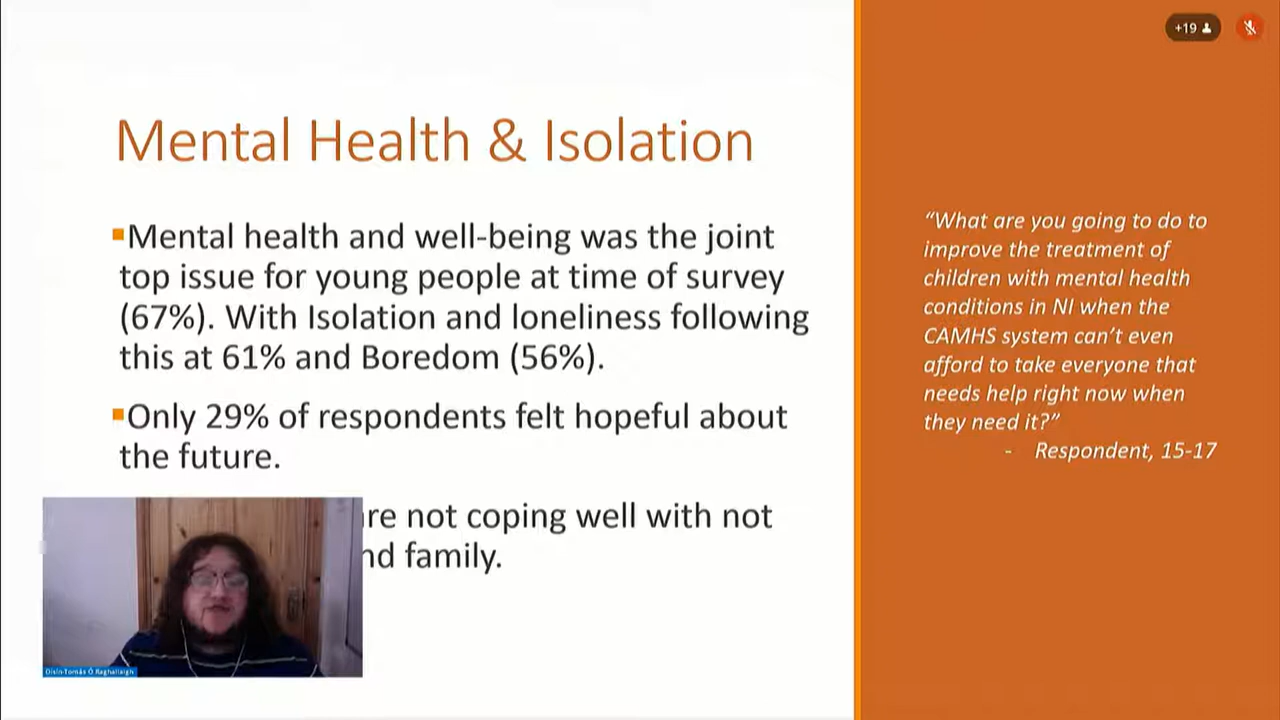 +19
Mental Health & Isolation
▪Mental health and well-being was the joint
top issue for young people at time of survey
(67%). With Isolation and loneliness following
this at 61% and Boredom (56%).
▪Only 29% of respondents felt hopeful about
the future.
re not coping well with not
nd family.
“What are you going to do to
improve the treatment of
children with mental health
conditions in NI when the
CAMHS system can’t even
afford to take everyone that
needs help right now when
they need it?”
- Respondent, 15-17
Ó Raghallaigh